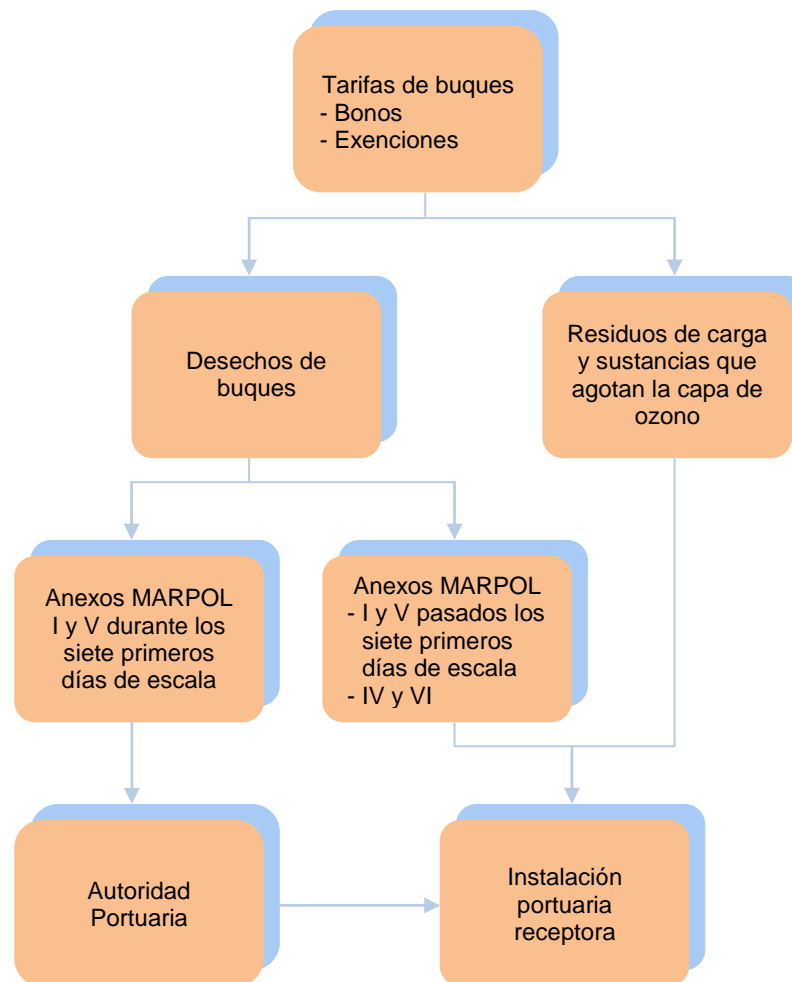 Tarifas de buques
- Bonos
- Exenciones
Desechos de
buques
Residuos de carga
y sustancias que
agotan la capa de
ozono
Anexos MARPOL
I y V durante los
siete primeros
días de escala
Anexos MARPOL
- I y V pasados los
siete primeros
días de escala
- IV y VI
Autoridad
Portuaria
Instalación
portuaria
receptora